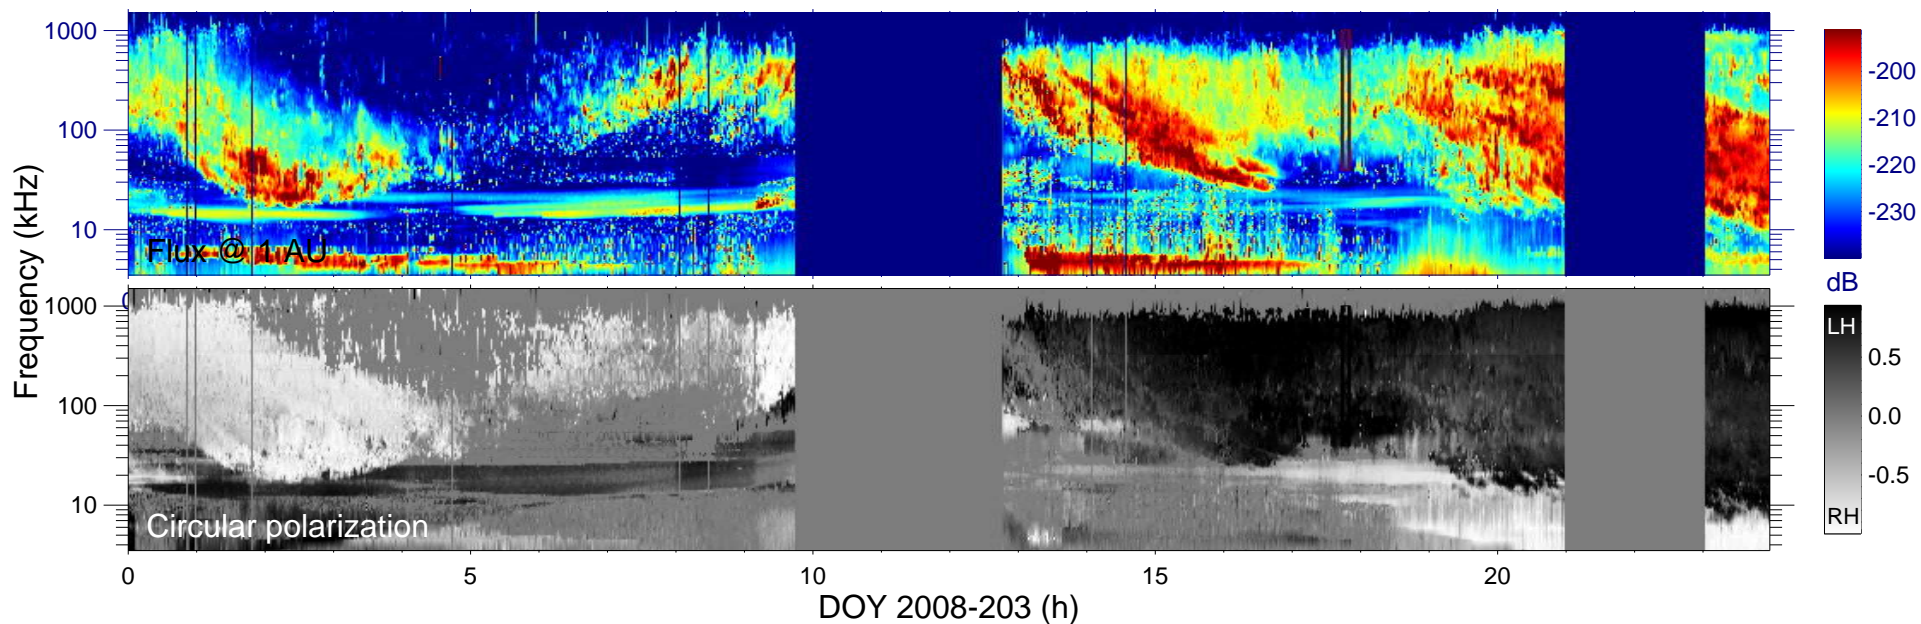 1000
100
10
Flux @ 1 AU
-200
-210
-220
-230
dB
0
Frequency (kHz)
1000
100
10
Circular polarization
LH
0.5
0.0
-0.5
RH
0 5 10 15 20
DOY 2008-203 (h)